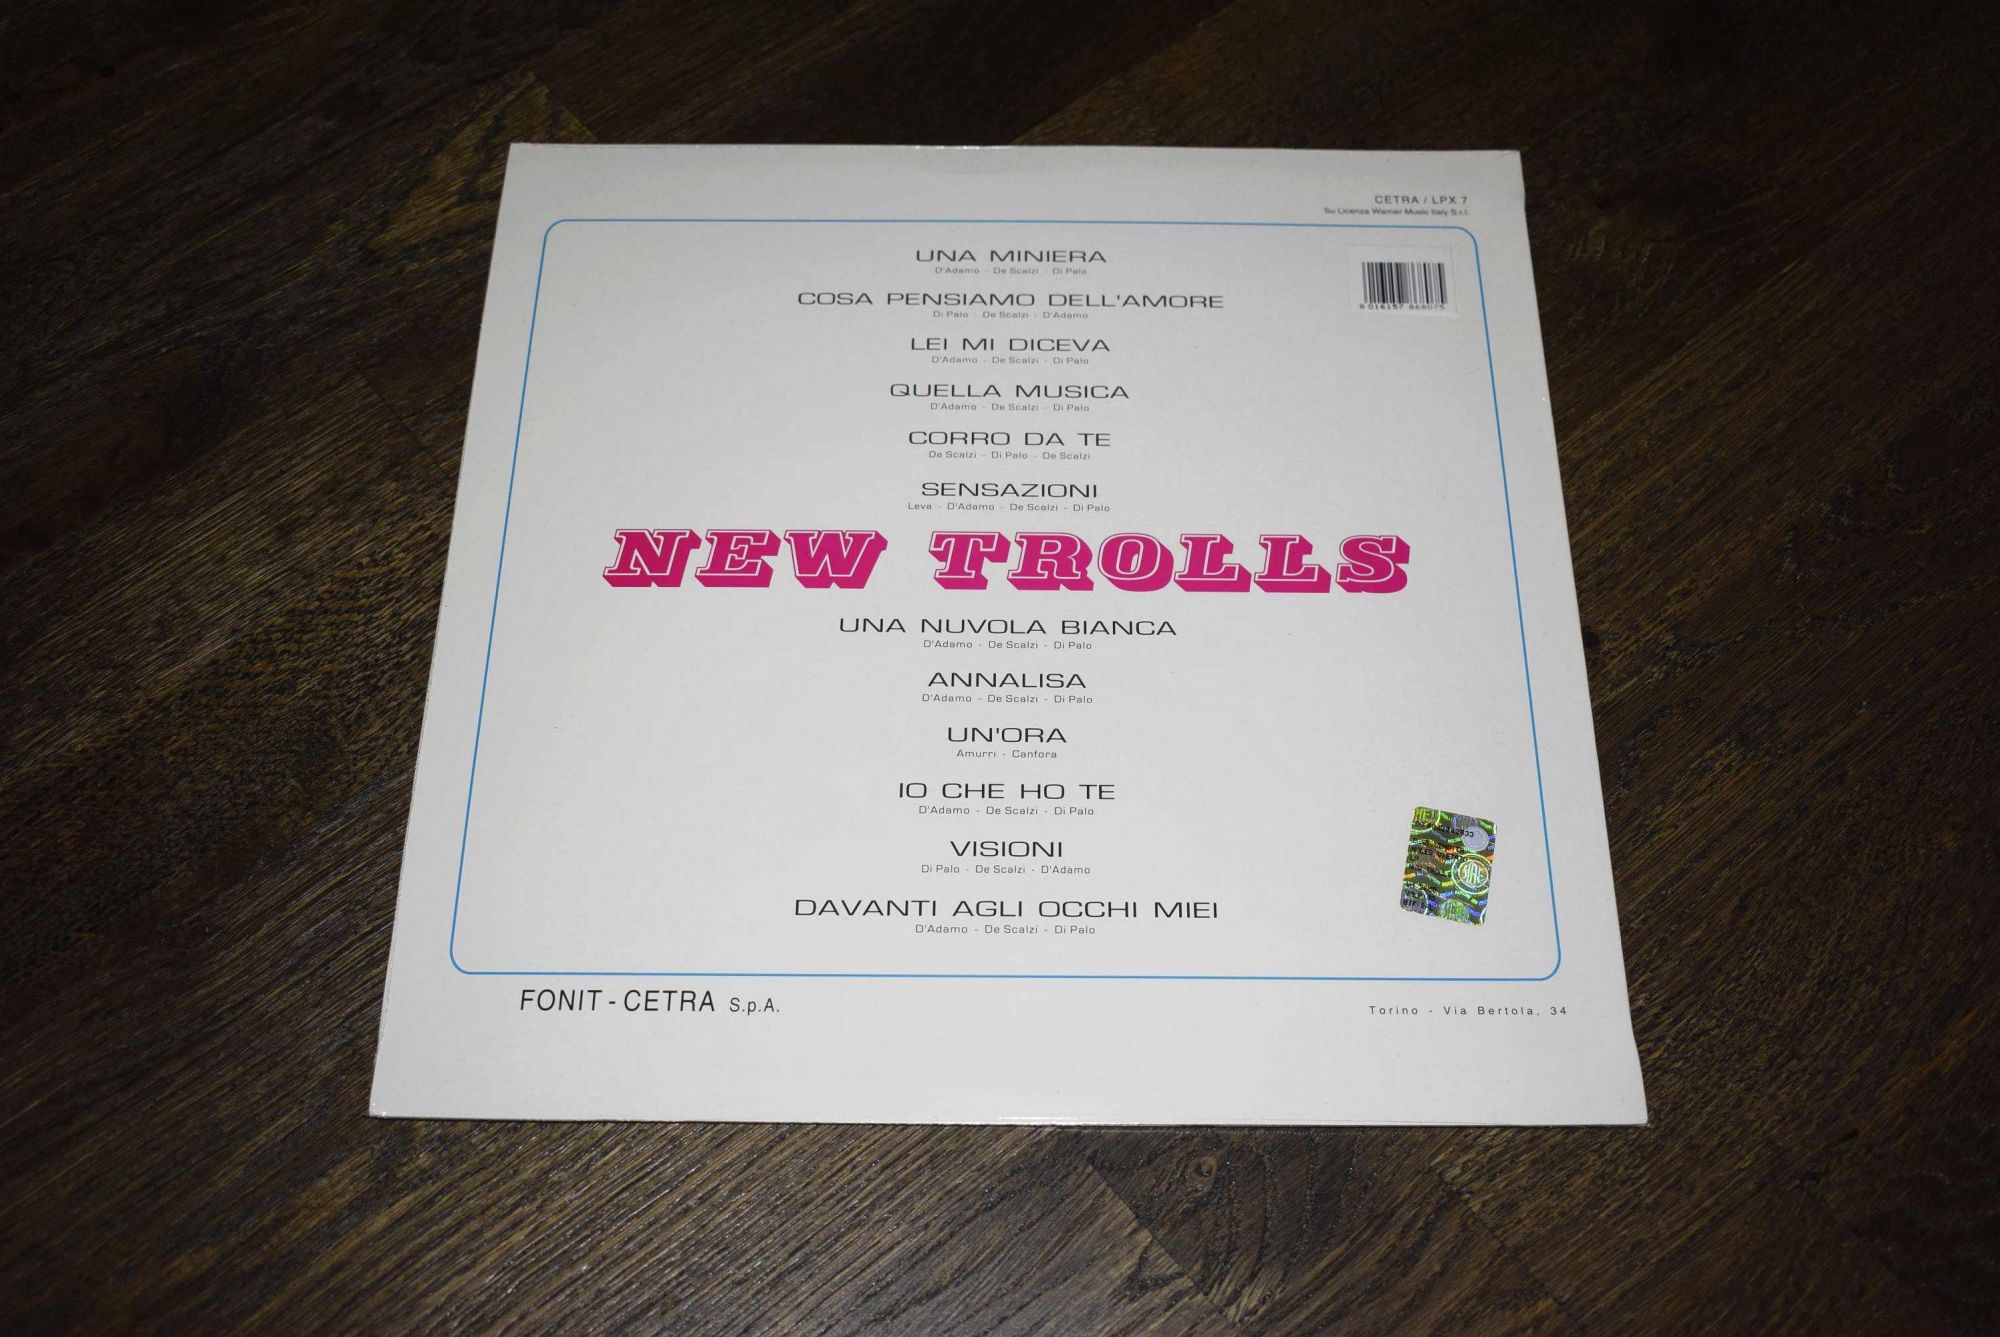 CETRA / LPX 7
Su Licenza Warner Music Italy S.r.l.
UNA MINIERA
D'Adamo - De Scalzi - Di Palo
8 016157 068075
COSA PENSIAMO DELL'AMORE
Di Palo - De Scalzi - D'Adamo
LEI MI DICEVA
D'Adamo - De Scalzi - Di Palo
QUELLA MUSICA
D'Adamo - De Scalzi - Di Palo
CORRO DA TE
De Scalzi - Di Palo - De Scalzi
SENSAZIONI
Leva - D'Adamo - De Scalzi - Di Palo
NEW TROLLS
UNA NUVOLA BIANCA
D'Adamo - De Scalzi - Di Palo
ANNALISA
D'Adamo - De Scalzi - Di Palo
UN'ORA
Amurri - Canfora
IO CHE HO TE
D'Adamo - De Scalzi - Di Palo
VISIONI
Di Palo - De Scalzi - D'Adamo
DAVANTI AGLI OCCHI MIEI
D'Adamo - De Scalzi - Di Palo
SIAE
FONIT - CETRA S.p.A.
Torino - Via Bertola, 34